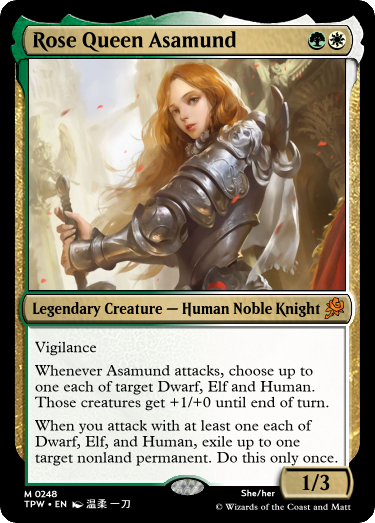 Rose Queen Asamund
Legendary Creature — Human Noble Knight
Vigilance
Whenever Asamund attacks, choose up to
one each of target Dwarf, Elf and Human.
Those creatures get +1/+0 until end of turn.
When you attack with at least one each of
Dwarf, Elf, and Human, exile up to one
target nonland permanent. Do this only once.
1/3
M 0248
She/her
TPW • EN 温柔 一刀
© Wizards of the Coast and Matt